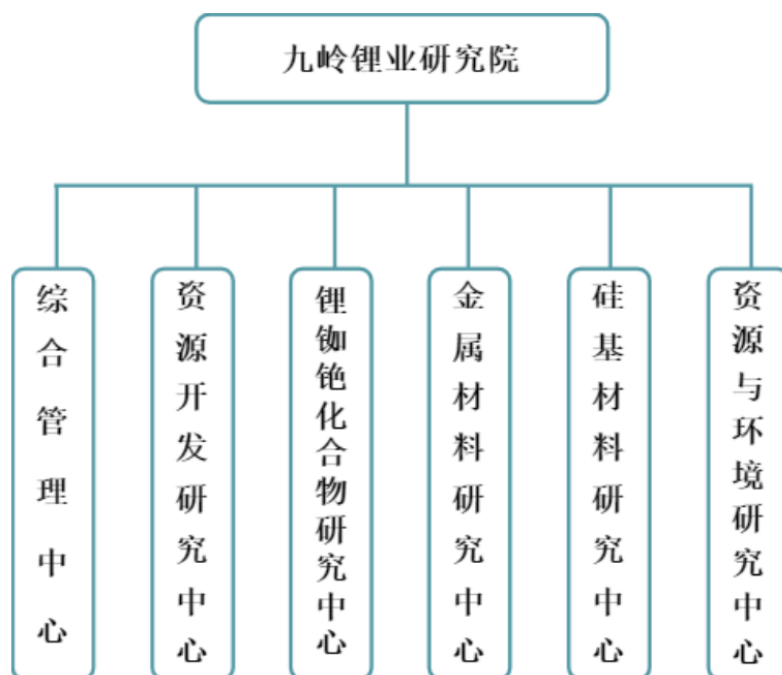 九岭锂业研究院
综合管理中心
资源开发研究中心
锂铷铯化合物研究中心
金属材料研究中心
硅基材料研究中心
资源与环境研究中心